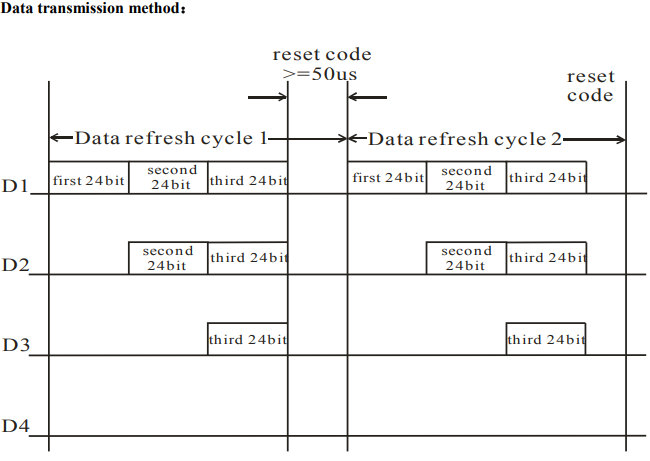 Data transmission method：
reset code
>=50us
reset
code
Data refresh cycle 1
Data refresh cycle 2
D1
first 24bit
second
24bit
third 24bit
first 24bit
second
24bit
third 24bit
D2
second
24bit
third 24bit
second
24bit
third 24bit
D3
third 24bit
third 24bit
D4